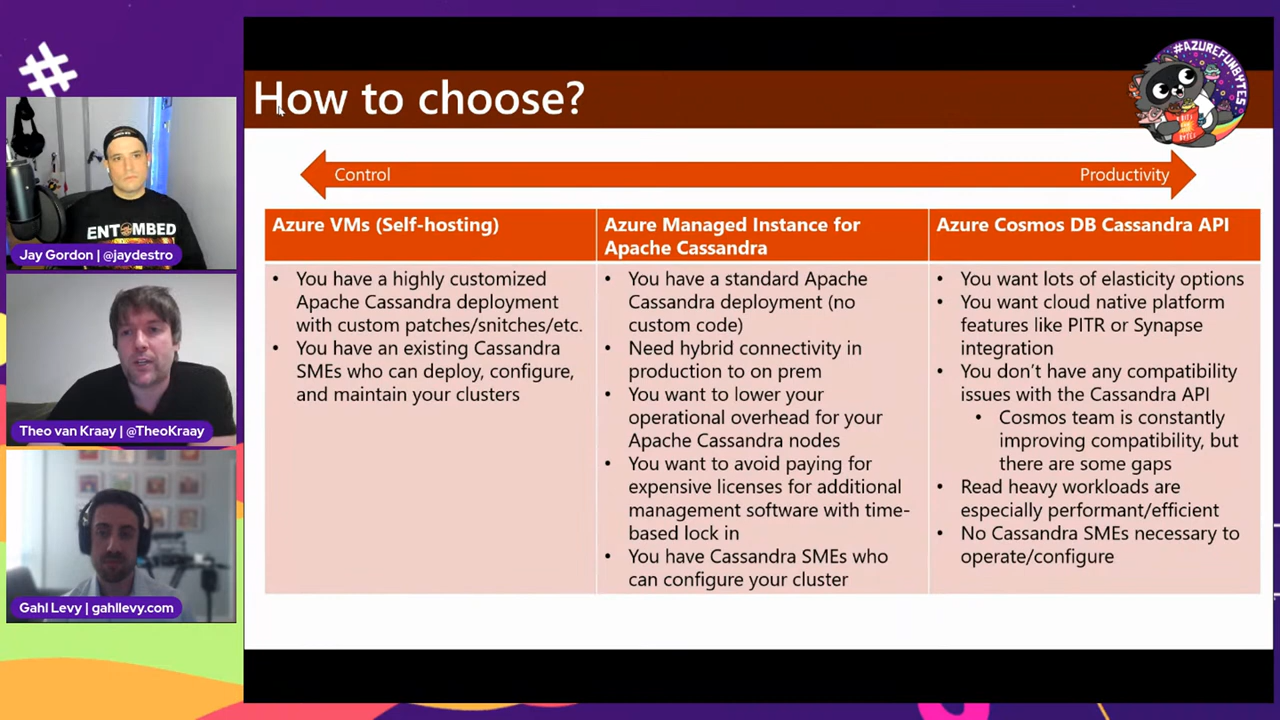 #
#AZUREFUNBYTES
How to choose?
Control
Productivity
Azure VMs (Self-hosting)
• You have a highly customized
Apache Cassandra deployment
with custom patches/snitches/etc.
• You have an existing Cassandra
SMEs who can deploy, configure,
and maintain your clusters
Azure Managed Instance for
Apache Cassandra
• You have a standard Apache
Cassandra deployment (no
custom code)
• Need hybrid connectivity in
production to on prem
• You want to lower your
operational overhead for your
Apache Cassandra nodes
• You want to avoid paying for
expensive licenses for additional
management software with time-
based lock in
• You have Cassandra SMEs who
can configure your cluster
Azure Cosmos DB Cassandra API
• You want lots of elasticity options
• You want cloud native platform
features like PITR or Synapse
integration
• You don't have any compatibility
issues with the Cassandra API
• Cosmos team is constantly
improving compatibility, but
there are some gaps
• Read heavy workloads are
especially performant/efficient
• No Cassandra SMEs necessary to
operate/configure
ENTOMBED
Jay Gordon | @jaydestro
Theo van Kraay | @TheoKraay
Gahl Levy | gahllevy.com